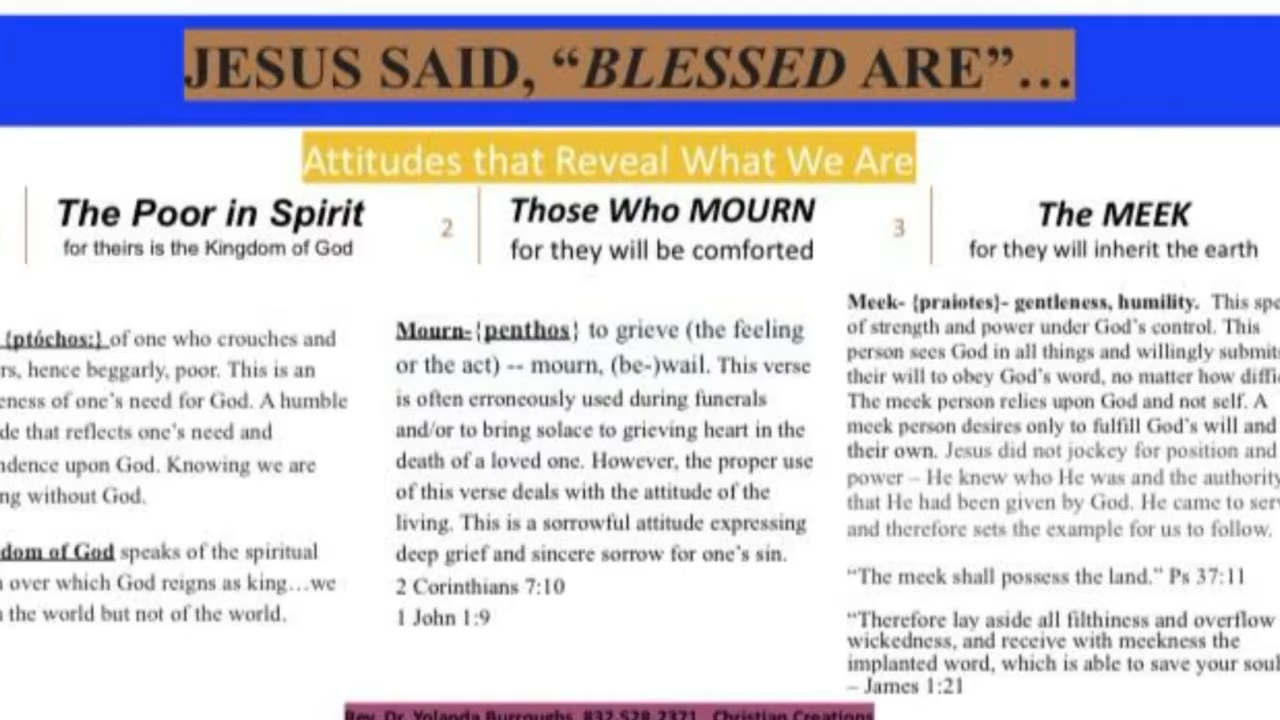 JESUS SAID, “BLESSED ARE”…
Attitudes that Reveal What We Are
The Poor in Spirit
for theirs is the Kingdom of God
{ptóchos:} of one who crouches and
rs, hence beggarly, poor. This is an
eness of one’s need for God. A humble
de that reflects one’s need and
ndence upon God. Knowing we are
ng without God.
dom of God speaks of the spiritual
over which God reigns as king…we
the world but not of the world.
2
Those Who MOURN
for they will be comforted
Mourn-{penthos} to grieve (the feeling
or the act) -- mourn, (be-)wail. This verse
is often erroneously used during funerals
and/or to bring solace to grieving heart in the
death of a loved one. However, the proper use
of this verse deals with the attitude of the
living. This is a sorrowful attitude expressing
deep grief and sincere sorrow for one’s sin.
2 Corinthians 7:10
1 John 1:9
3
The MEEK
for they will inherit the earth
Meek- {praiotes}- gentleness, humility. This spe
of strength and power under God’s control. This
person sees God in all things and willingly submits
their will to obey God’s word, no matter how diffic
The meek person relies upon God and not self. A
meek person desires only to fulfill God’s will and
their own. Jesus did not jockey for position and
power – He knew who He was and the authority
that He had been given by God. He came to ser
and therefore sets the example for us to follow.
“The meek shall possess the land.” Ps 37:11
“Therefore lay aside all filthiness and overflow
wickedness, and receive with meekness the
implanted word, which is able to save your soul
– James 1:21
Rev. Dr. Yolanda Burroughs 832.528.2371 Christian Creations